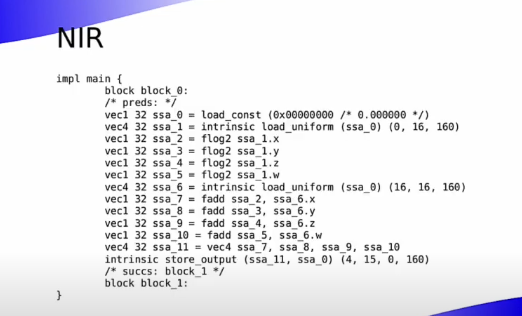 NIR
impl main {
block block_0:
/* preds: */
vec1 32 ssa_0 = load_const (0x00000000 /* 0.000000 */)
vec4 32 ssa_1 = intrinsic load_uniform (ssa_0) (0, 16, 160)
vec1 32 ssa_2 = flog2 ssa_1.x
vec1 32 ssa_3 = flog2 ssa_1.y
vec1 32 ssa_4 = flog2 ssa_1.z
vec1 32 ssa_5 = flog2 ssa_1.w
vec4 32 ssa_6 = intrinsic load_uniform (ssa_0) (16, 16, 160)
vec1 32 ssa_7 = fadd ssa_2, ssa_6.x
vec1 32 ssa_8 = fadd ssa_3, ssa_6.y
vec1 32 ssa_9 = fadd ssa_4, ssa_6.z
vec1 32 ssa_10 = fadd ssa_5, ssa_6.w
vec4 32 ssa_11 = vec4 ssa_7, ssa_8, ssa_9, ssa_10
intrinsic store_output (ssa_11, ssa_0) (4, 15, 0, 160)
/* succs: block_1 */
block block_1:
}